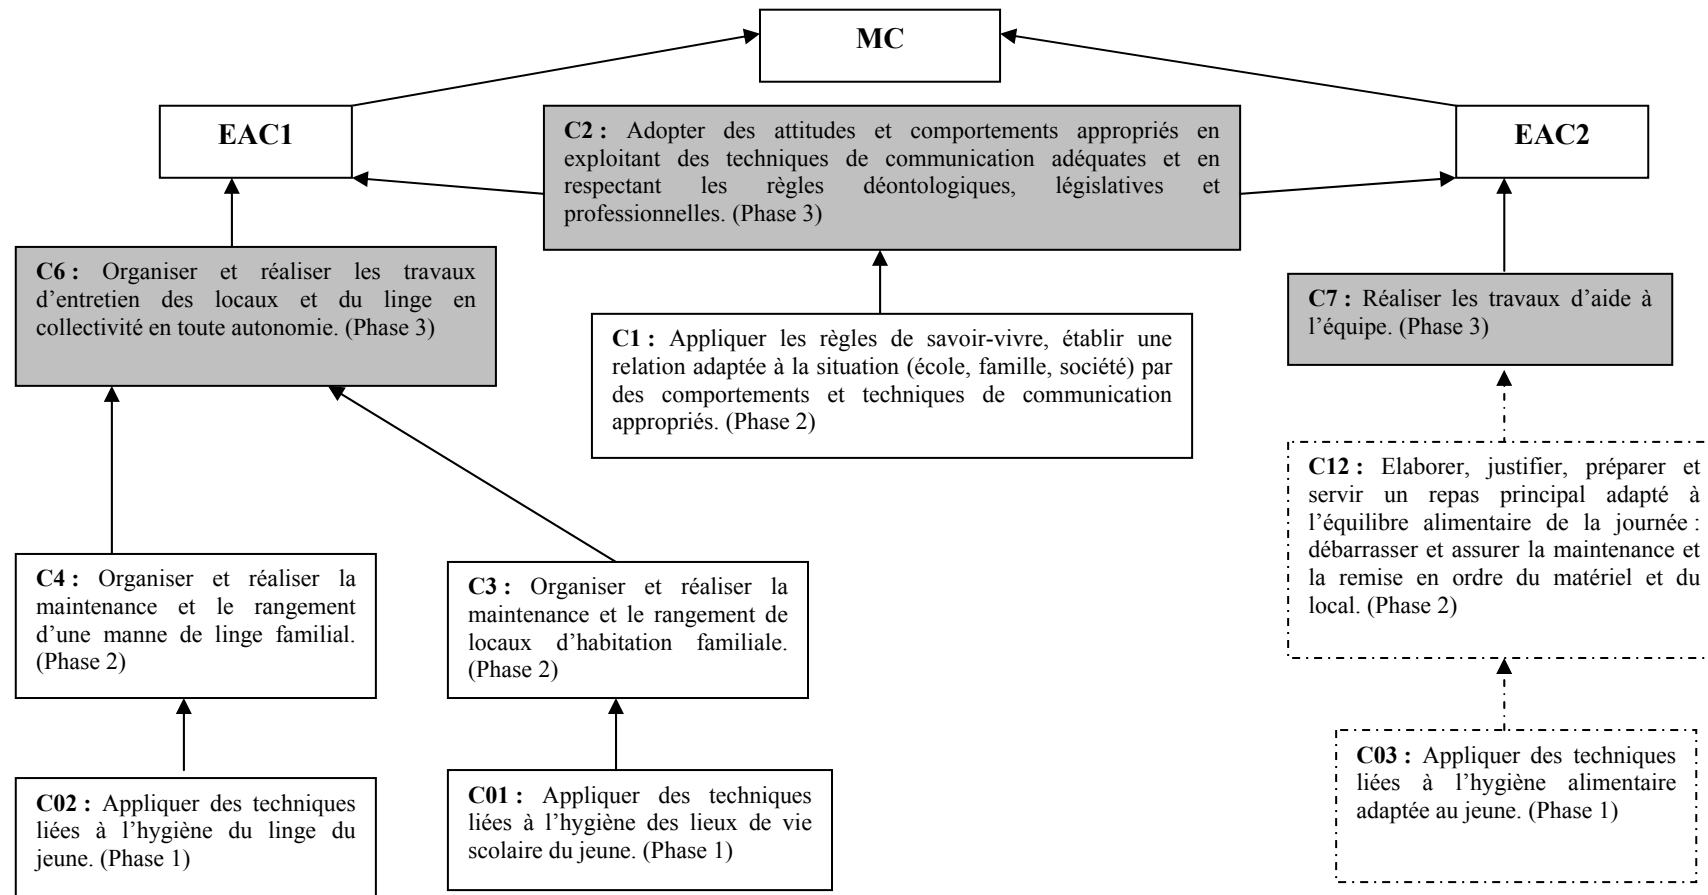 MC
EAC1
C2 : Adopter des attitudes et comportements appropriés en
exploitant des techniques de communication adéquates et en
respectant les règles déontologiques, législatives et
professionnelles. (Phase 3)
EAC2
C6 : Organiser et réaliser les travaux
d’entretien des locaux et du linge en
collectivité en toute autonomie. (Phase 3)
C1 : Appliquer les règles de savoir-vivre, établir une
relation adaptée à la situation (école, famille, société) par
des comportements et techniques de communication
appropriés. (Phase 2)
C7 : Réaliser les travaux d’aide à
l’équipe. (Phase 3)
C12 : Elaborer, justifier, préparer et
servir un repas principal adapté à
l’équilibre alimentaire de la journée :
débarrasser et assurer la maintenance et
la remise en ordre du matériel et du
local. (Phase 2)
C4 : Organiser et réaliser la
maintenance et le rangement
d’une manne de linge familial.
(Phase 2)
C3 : Organiser et réaliser la
maintenance et le rangement de
locaux d’habitation familiale.
(Phase 2)
C02 : Appliquer des techniques
liées à l’hygiène du linge du
jeune. (Phase 1)
C01 : Appliquer des techniques
liées à l’hygiène des lieux de vie
scolaire du jeune. (Phase 1)
C03 : Appliquer des techniques
liées à l’hygiène alimentaire
adaptée au jeune. (Phase 1)